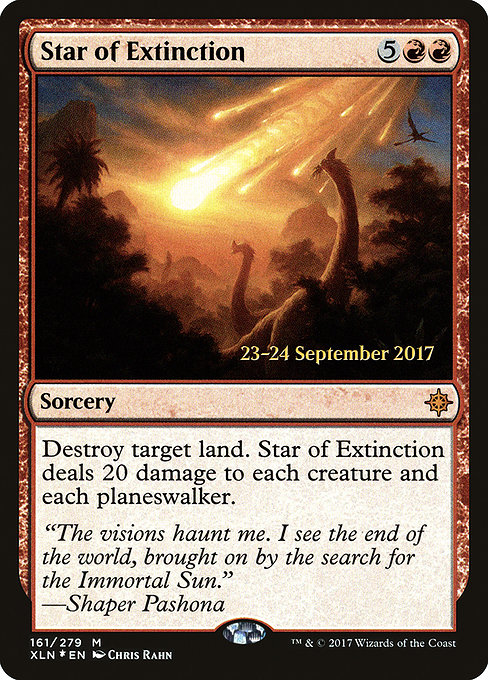 Star of Extinction 5
23–24 September 2017
Sorcery
Destroy target land. Star of Extinction
deals 20 damage to each creature and
each planeswalker.
“The visions haunt me. I see the end of
the world, brought on by the search for
the Immortal Sun.”
—Shaper Pashona
161/279 M
XLN ★ EN Chris Rahn
™ & © 2017 Wizards of the Coast